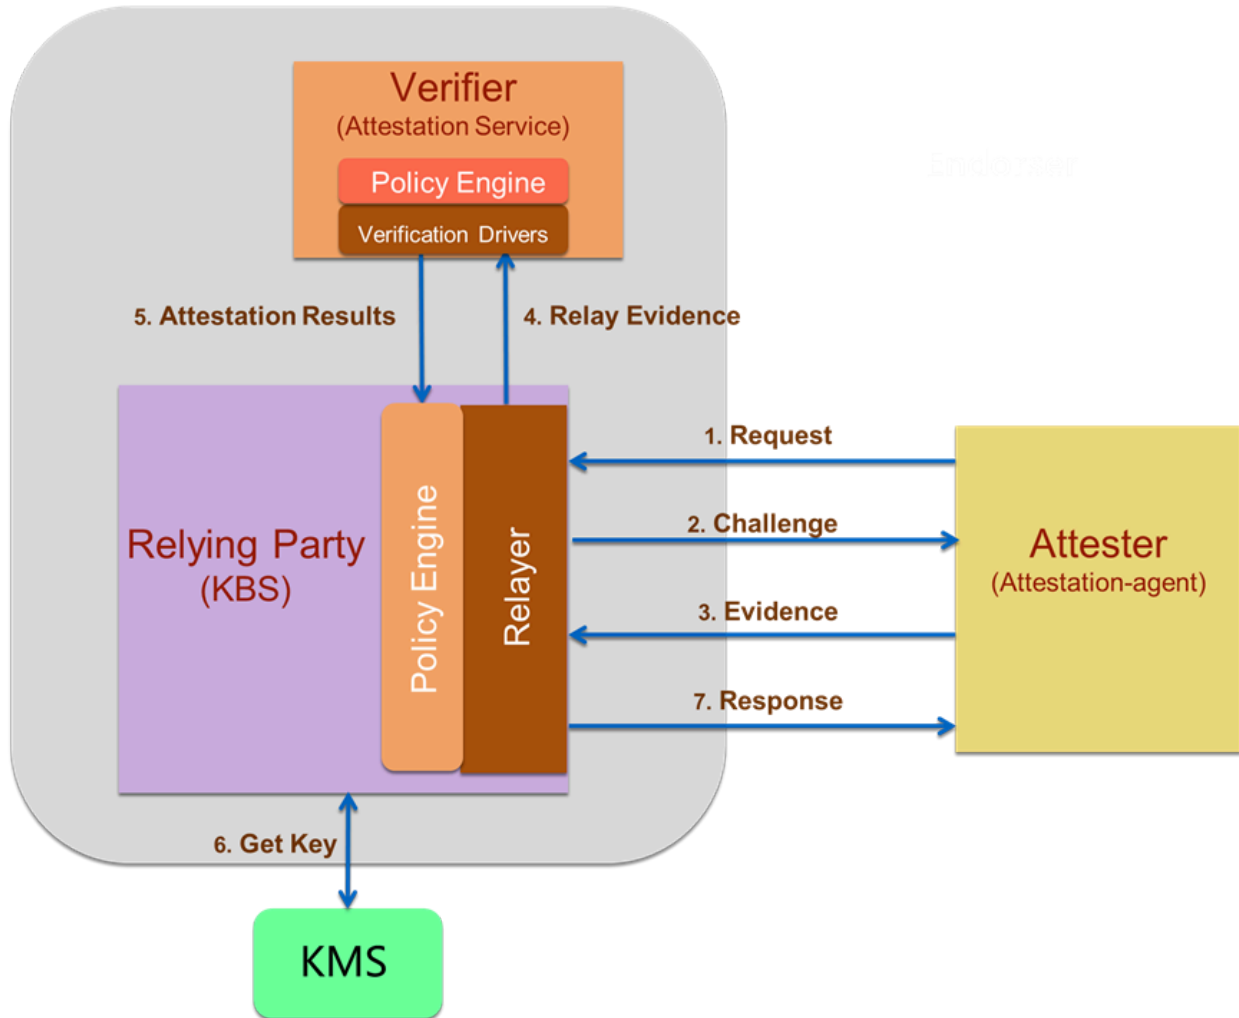 Verifier
(Attestation Service)
Policy Engine
Verification Drivers
5. Attestation Results
4. Relay Evidence
1. Request
2. Challenge
Relying Party
(KBS)
Policy Engine
Relayer
Attester
(Attestation-agent)
3. Evidence
7. Response
6. Get Key
KMS